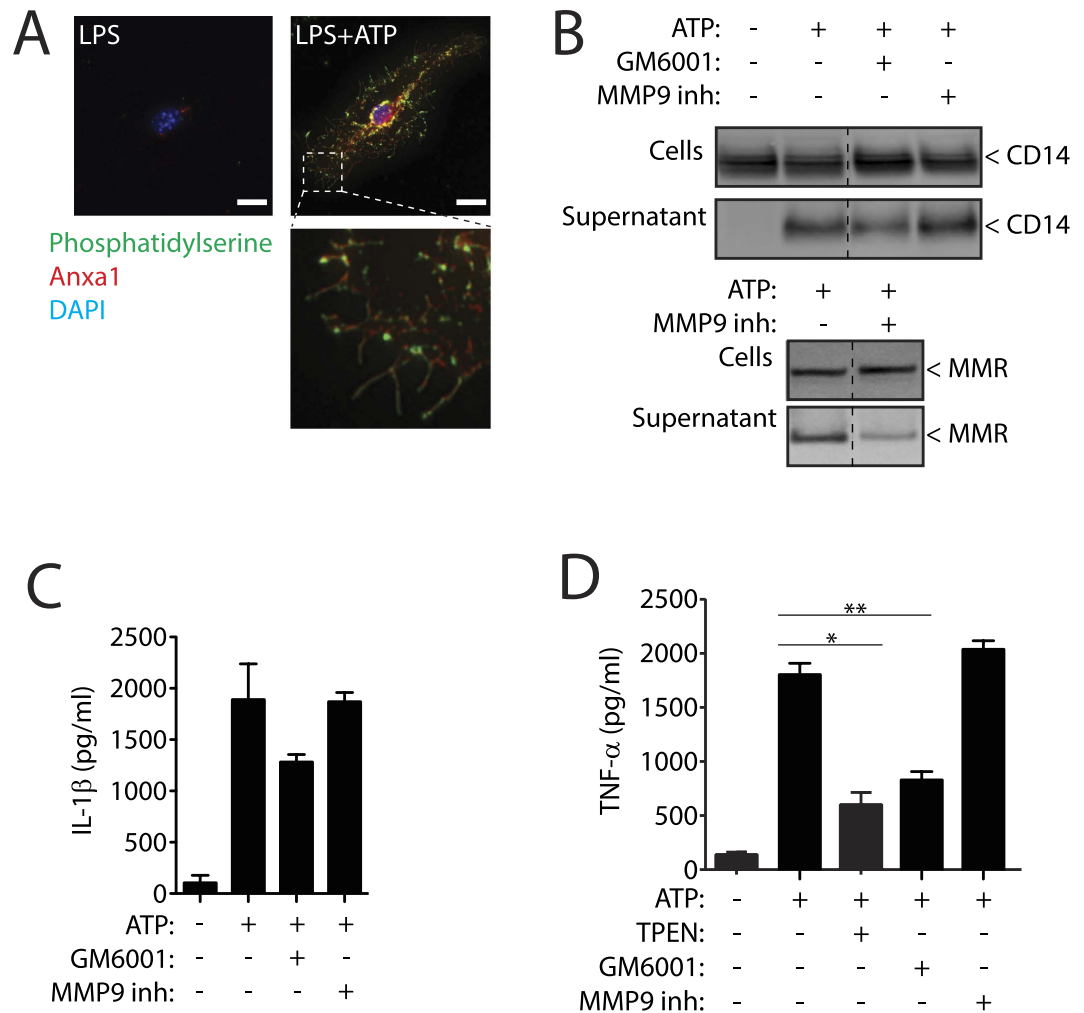 A
LPS
LPS+ATP
Phosphatidylserine
Anxa1
DAPI
B
ATP: - + + +
GM6001: - - + -
MMP9 inh: - - - +
Cells < CD14
Supernatant < CD14
ATP: + +
MMP9 inh: - +
Cells < MMR
Supernatant < MMR
C
IL-1β (pg/ml)
2500
2000
1500
1000
500
0
ATP: - + + +
GM6001: - - + -
MMP9 inh: - - - +
D
TNF-α (pg/ml)
2500
2000
1500
1000
500
0
**
*
ATP: - + + + +
TPEN: - - + - -
GM6001: - - - + -
MMP9 inh: - - - - +